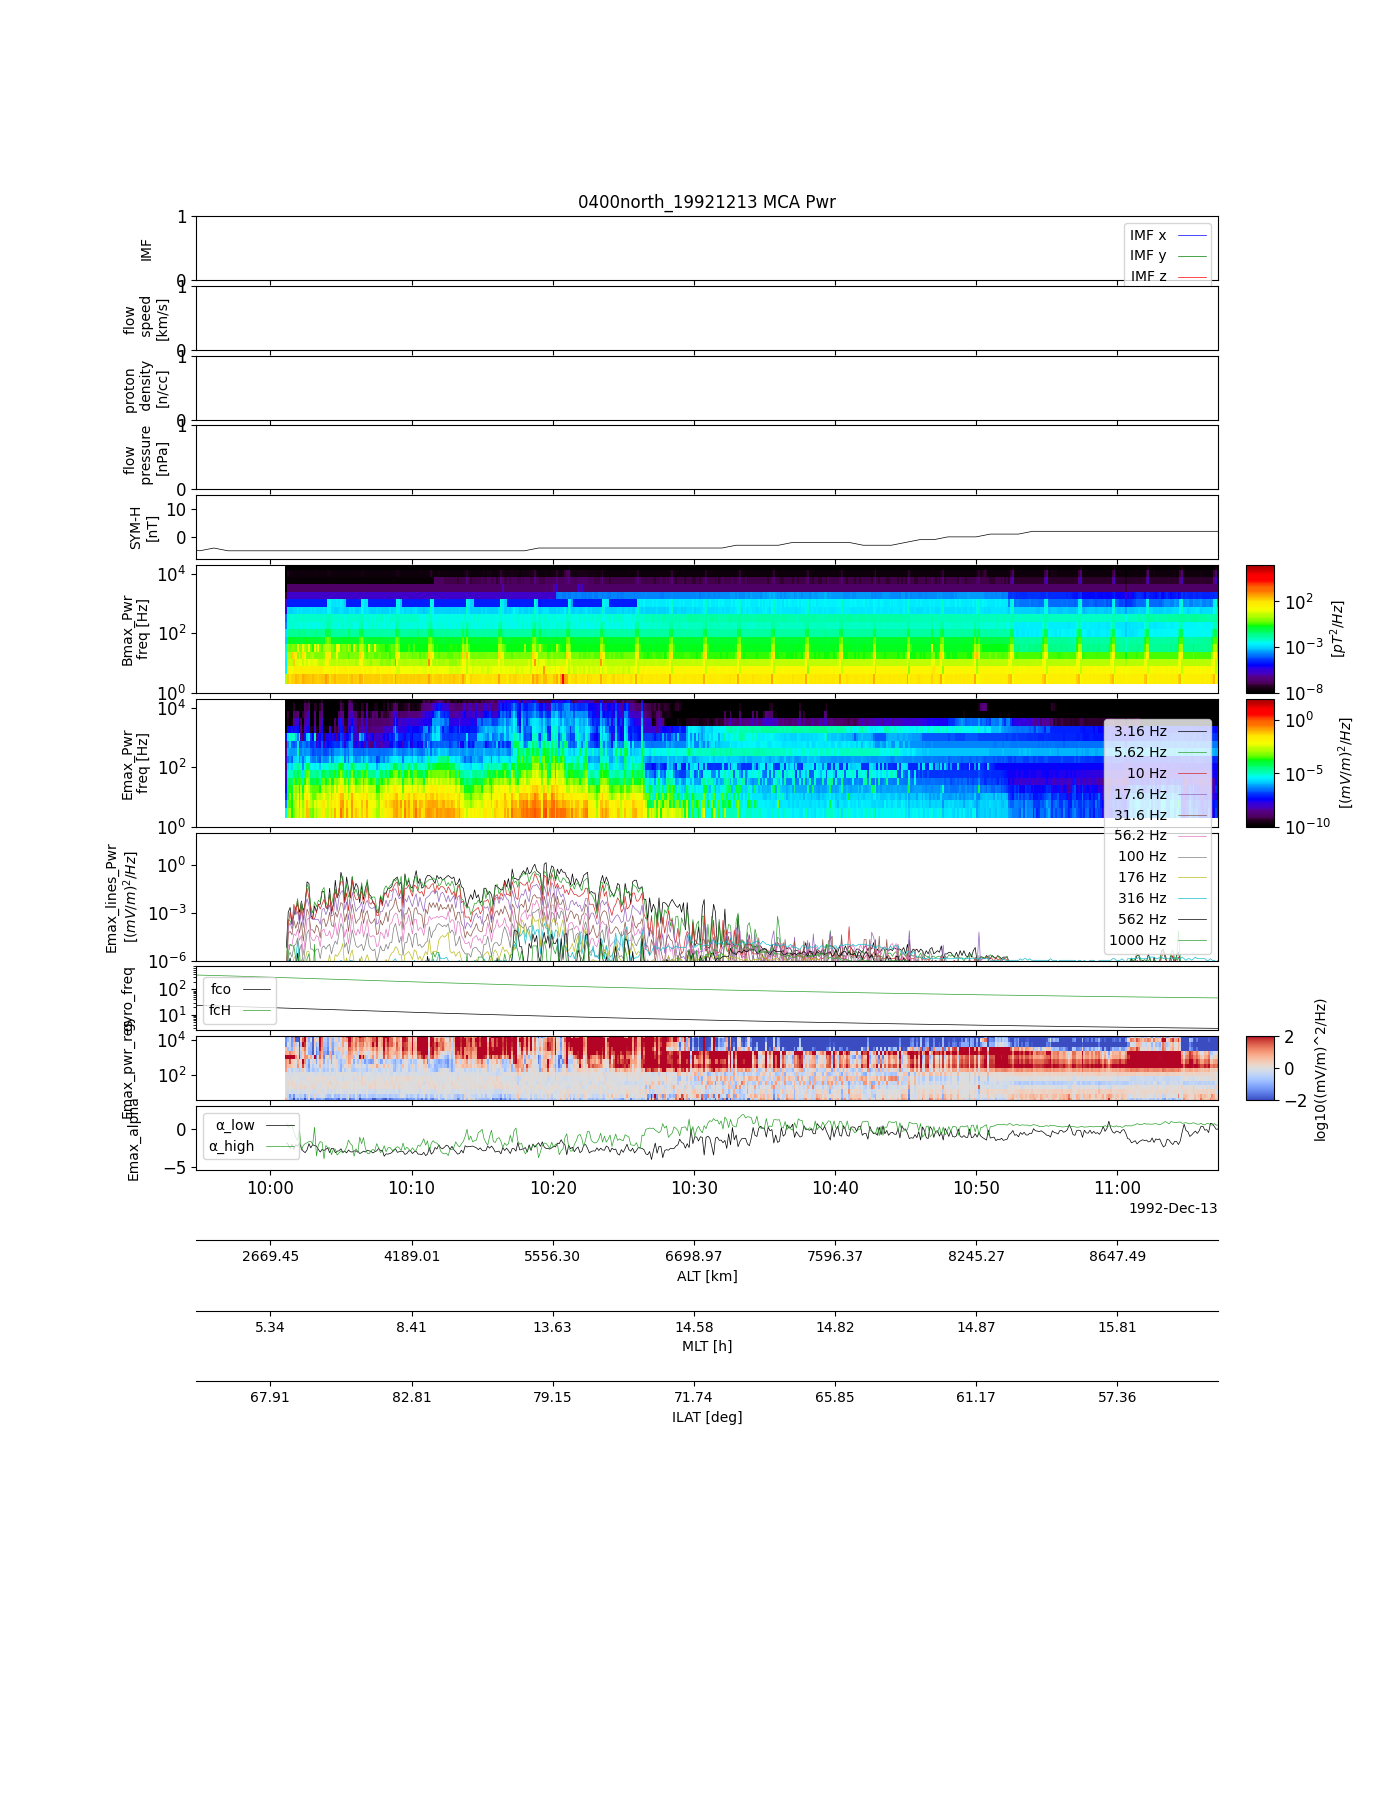 0400north_19921213 MCA Pwr
1
IMF
0
IMF x
IMF y
IMF z
1
flow
speed
[km/s]
0
1
proton
density
[n/cc]
0
1
flow
pressure
[nPa]
0
SYM-H
[nT]
10
0
Bmax_Pwr
freq [Hz]
10^4
10^2
10^0
10^2
10^-3
10^-8
[pT^2/Hz]
Emax_Pwr
freq [Hz]
10^4
10^2
10^0
10^0
10^-5
10^-10
[(mV/m)^2/Hz]
3.16 Hz
5.62 Hz
10 Hz
17.6 Hz
31.6 Hz
56.2 Hz
100 Hz
176 Hz
316 Hz
562 Hz
1000 Hz
Emax_lines_Pwr
[(mV/m)^2/Hz]
10^0
10^-3
10^-6
gyro_freq
10^2
10^1
fco
fcH
Emax_pwr_reg
10^4
10^2
2
0
−2
log10((mV/m)^2/Hz)
Emax_alpha
0
−5
α_low
α_high
10:00 10:10 10:20 10:30 10:40 10:50 11:00
1992-Dec-13
2669.45 4189.01 5556.30 6698.97 7596.37 8245.27 8647.49
ALT [km]
5.34 8.41 13.63 14.58 14.82 14.87 15.81
MLT [h]
67.91 82.81 79.15 71.74 65.85 61.17 57.36
ILAT [deg]